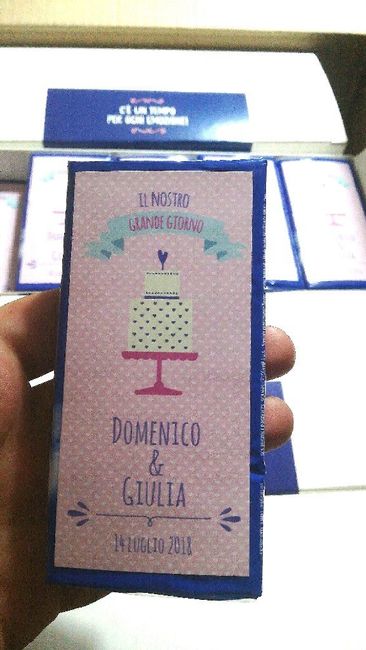 C'È UN TEMPO
PER OGNI EMOZIONE!
IL NOSTRO
GRANDE GIORNO
DOMENICO
&
GIULIA
14 LUGLIO 2018